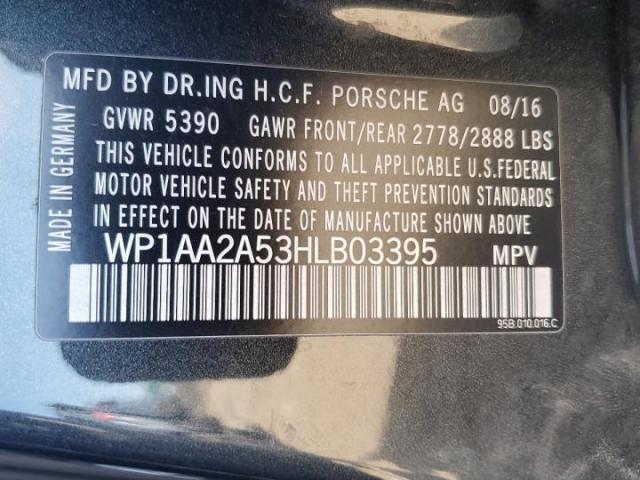 MFD BY DR.ING H.C.F. PORSCHE AG 08/16
GVWR 5390 GAWR FRONT/REAR 2778/2888 LBS
THIS VEHICLE CONFORMS TO ALL APPLICABLE U.S.FEDERAL
MOTOR VEHICLE SAFETY AND THEFT PREVENTION STANDARDS
IN EFFECT ON THE DATE OF MANUFACTURE SHOWN ABOVE
WP1AA2A53HLB03395 MPV
95B.010.016.C
MADE IN GERMANY